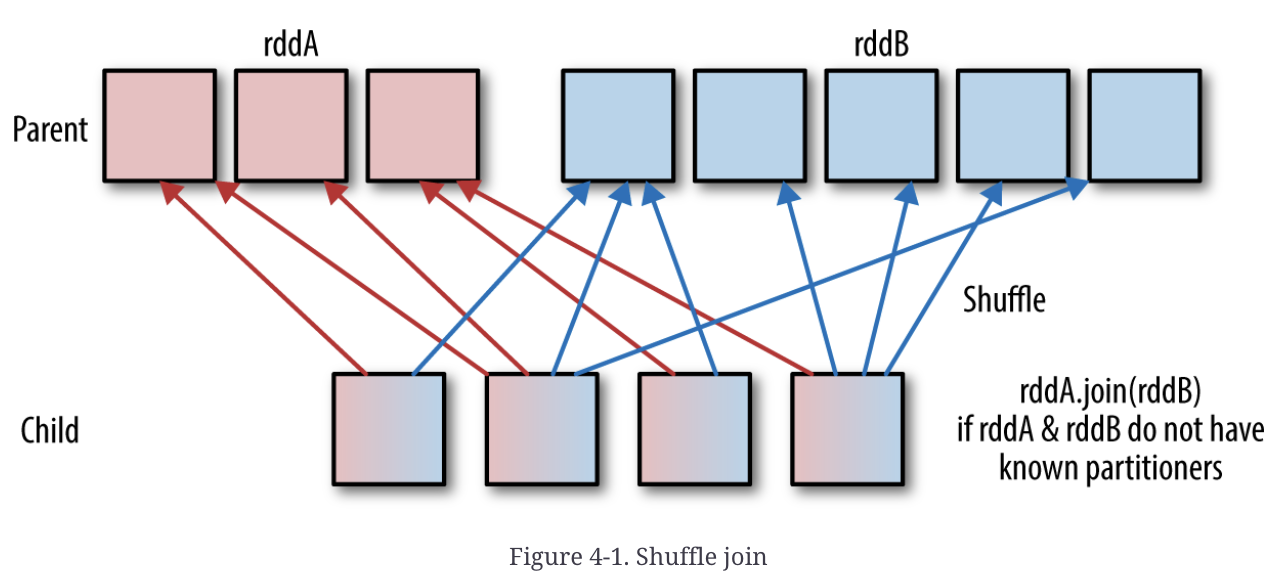 rddA
rddB
Parent
Shuffle
Child
rddA.join(rddB)
if rddA & rddB do not have
known partitioners
Figure 4-1. Shuffle join